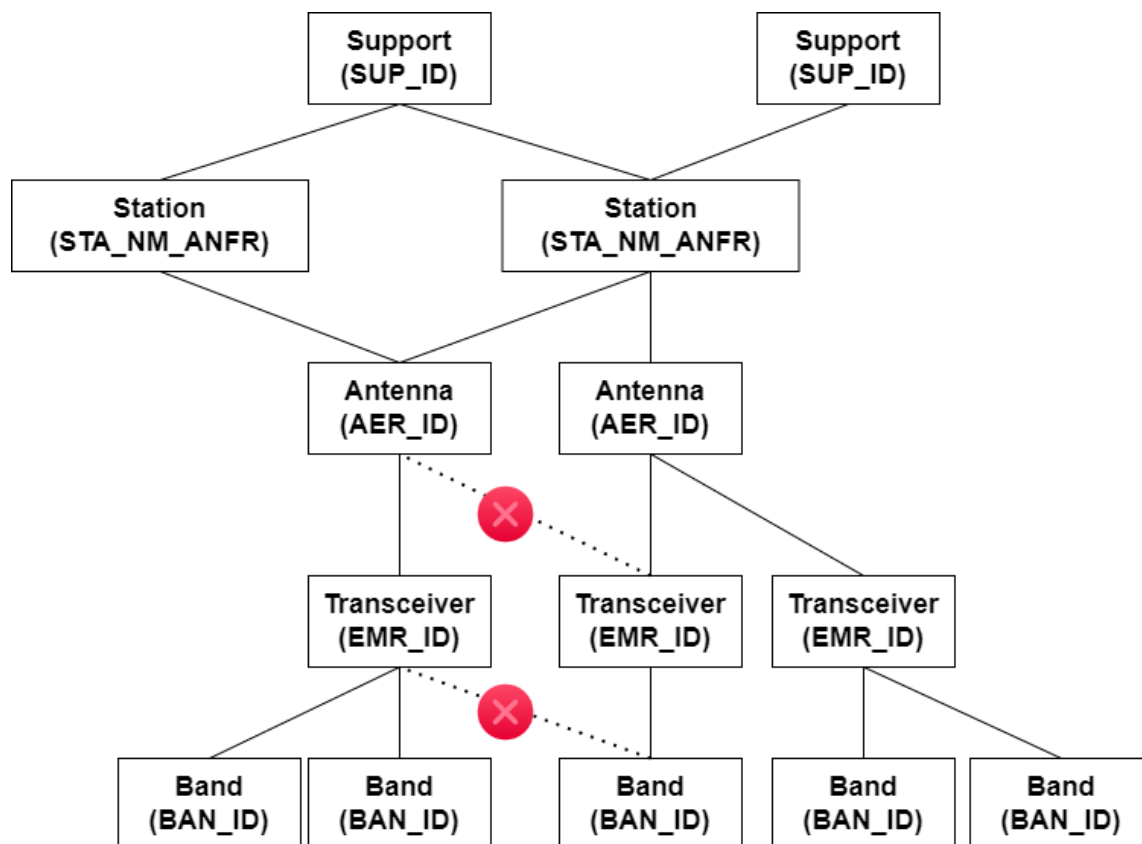 Support
(SUP_ID)
Support
(SUP_ID)
Station
(STA_NM_ANFR)
Station
(STA_NM_ANFR)
Antenna
(AER_ID)
Antenna
(AER_ID)
Transceiver
(EMR_ID)
Transceiver
(EMR_ID)
Transceiver
(EMR_ID)
Band
(BAN_ID)
Band
(BAN_ID)
Band
(BAN_ID)
Band
(BAN_ID)
Band
(BAN_ID)